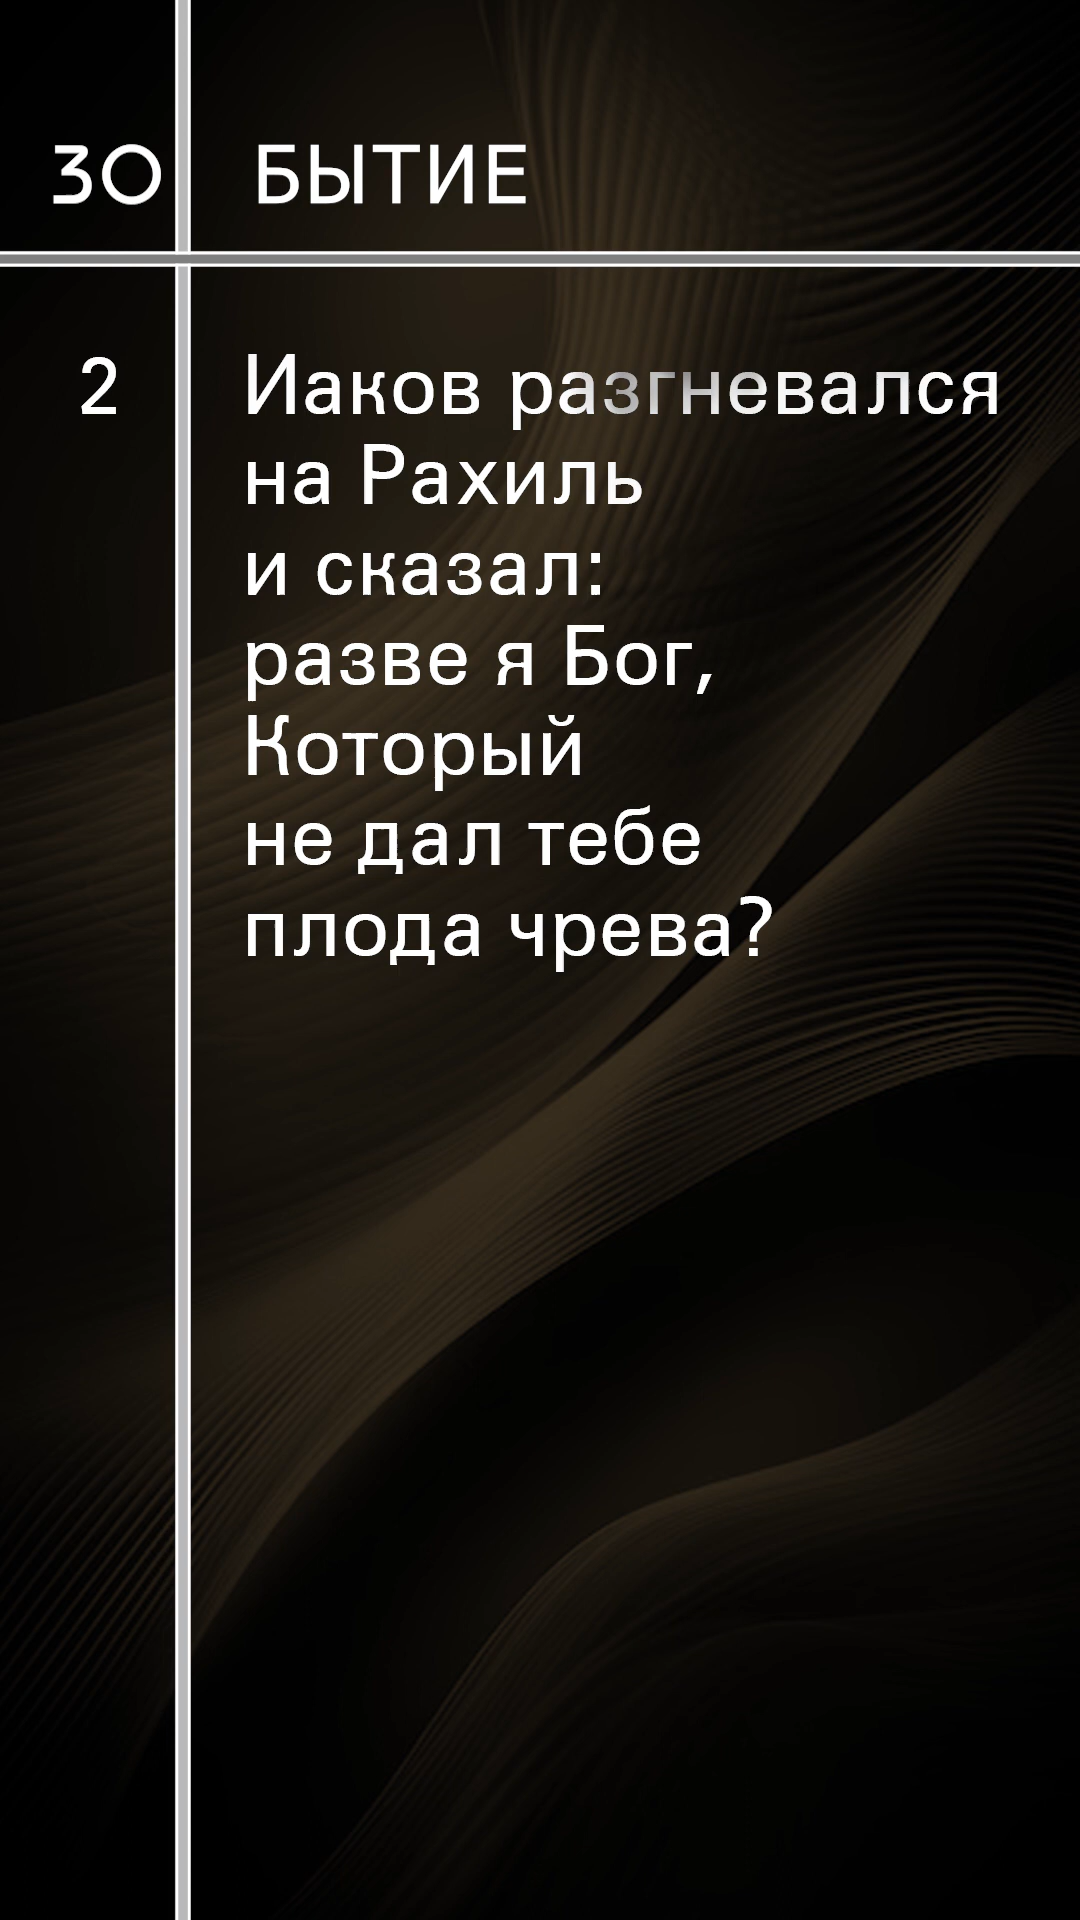 30 БЫТИЕ
2 Иаков разгневался
на Рахиль
и сказал:
разве я Бог,
Который
не дал тебе
плода чрева?